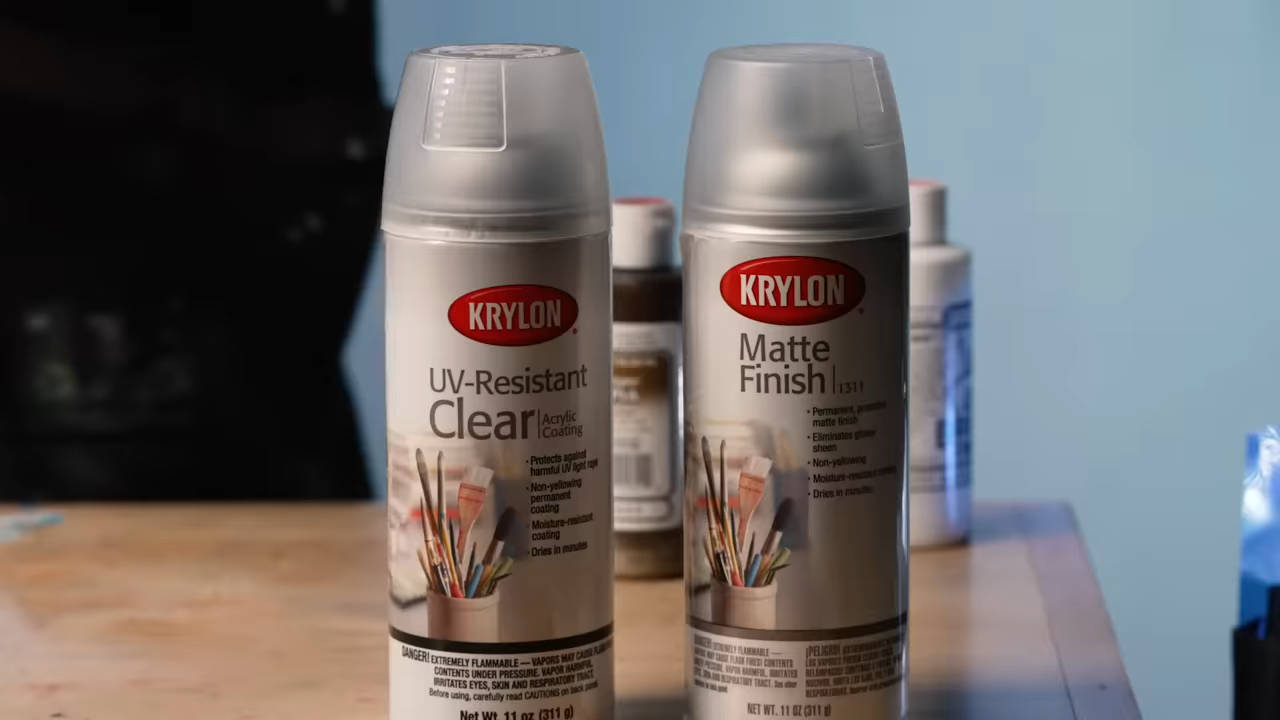 KRYLON
UV-Resistant
Clear
Acrylic
Coating
· Protects against
harmful UV light rays
· Non-yellowing
permanent
coating
· Moisture-resistant
coating
· Dries in minutes
DANGER! EXTREMELY FLAMMABLE — VAPORS MAY CAUSE
CONTENTS UNDER PRESSURE. VAPOR HARMFUL.
IRRITATES EYES, SKIN AND RESPIRATORY TRACT.
Before using, carefully read CAUTIONS on back panel.
Net Wt. 11 oz (311 g)
KRYLON
Matte
Finish
1311
· Permanent, protective
matte finish
· Eliminates glossy
sheen
· Non-yellowing
· Moisture-resistant coating
· Dries in minutes
DANGER! EXTREMELY FLAMMABLE —
¡PELIGRO!
NET WT. 11 OZ (311 g)